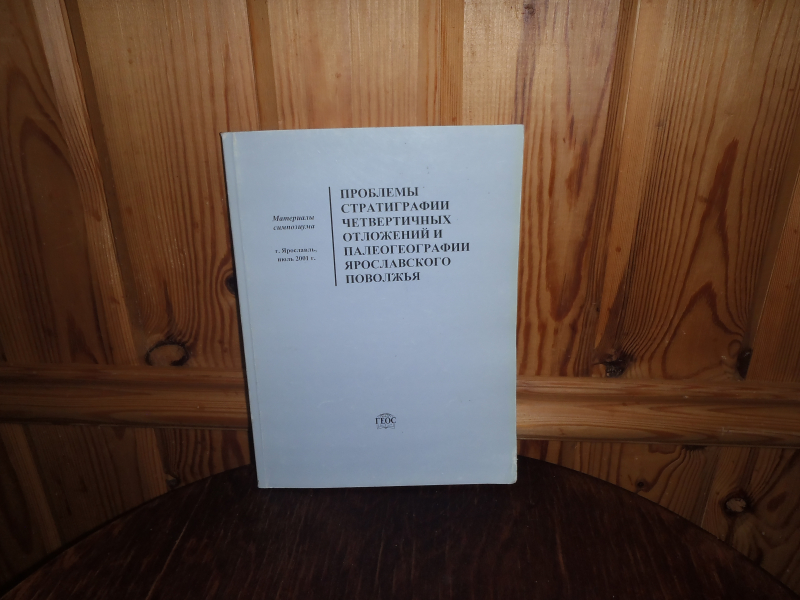 Материалы
симпозиума
г. Ярославль,
июль 2001 г.
ПРОБЛЕМЫ
СТРАТИГРАФИИ
ЧЕТВЕРТИЧНЫХ
ОТЛОЖЕНИЙ И
ПАЛЕОГЕОГРАФИИ
ЯРОСЛАВСКОГО
ПОВОЛЖЬЯ
ГЕОС